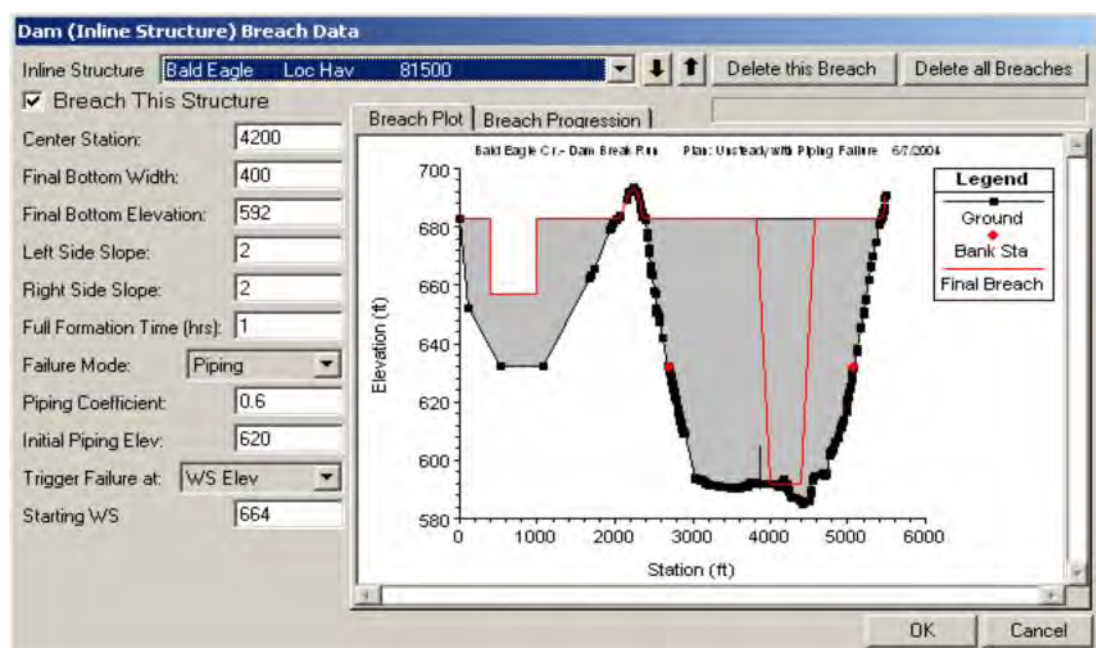 Dam (Inline Structure) Breach Data
Inline Structure Bald Eagle Loc Hav 81500 Delete this Breach Delete all Breaches
Breach This Structure
Center Station: 4200
Final Bottom Width: 400
Final Bottom Elevation: 592
Left Side Slope: 2
Right Side Slope: 2
Full Formation Time (hrs): 1
Failure Mode: Piping
Piping Coefficient: 0.6
Initial Piping Elev: 620
Trigger Failure at: WS Elev
Starting WS 664
Breach Plot Breach Progression
Bald Eagle Cr.- Dam Break Run Plan: Unsteady with Piping Failure 6/7/2004
Legend
Ground
Bank Sta
Final Breach
Elevation (ft)
700
680
660
640
620
600
580
0 1000 2000 3000 4000 5000 6000
Station (ft)
OK Cancel